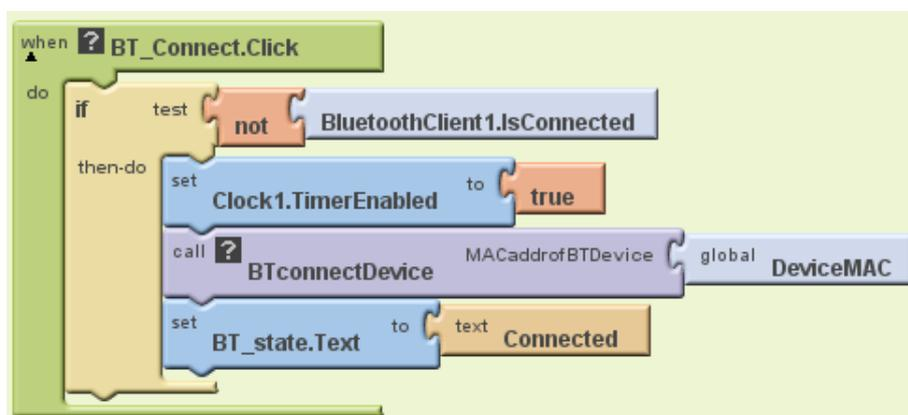 when ? BT_Connect.Click
do
if test not BluetoothClient1.IsConnected
then-do
set Clock1.TimerEnabled to true
call ? BTconnectDevice MACaddrofBTDevice global DeviceMAC
set BT_state.Text to text Connected